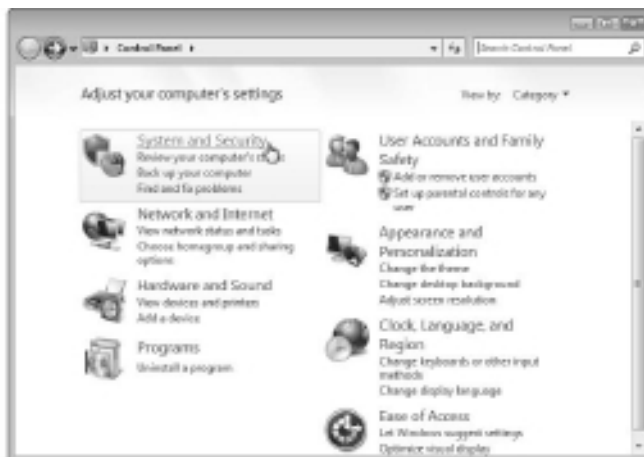 Control Panel
Search Control Panel
Adjust your computer's settings
View by: Category
System and Security
Review your computer's
Back up your computer
Find and fix problems
Network and Internet
View network status and tasks
Choose homegroup and sharing
options
Hardware and Sound
View devices and printers
Add a device
Programs
Uninstall a program
User Accounts and Family
Safety
Add or remove user accounts
Set up parental controls for any
user
Appearance and
Personalization
Change the theme
Change desktop background
Adjust screen resolution
Clock, Language, and
Region
Change keyboards or other input
methods
Change display language
Ease of Access
Let Windows suggest settings
Optimize visual display